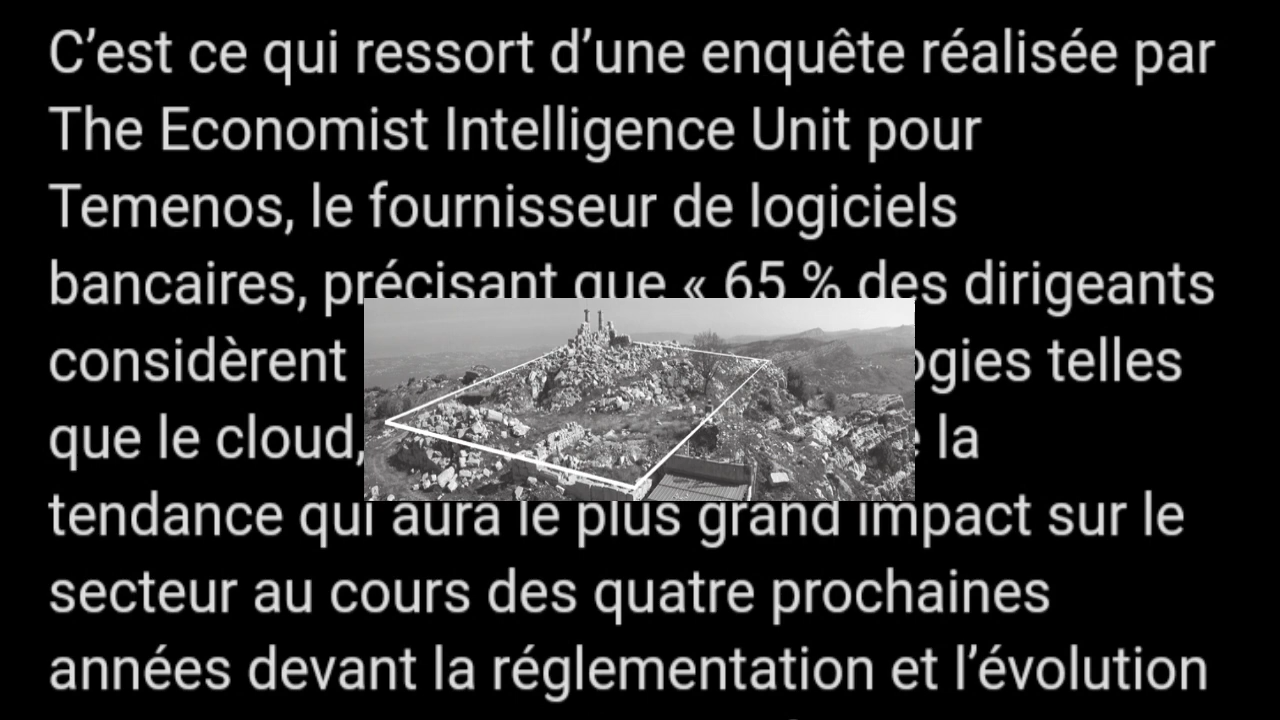 C’est ce qui ressort d’une enquête réalisée par
The Economist Intelligence Unit pour
Temenos, le fournisseur de logiciels
bancaires, précisant que « 65 % des dirigeants
considèrent telles
que le cloud, la
tendance qui aura le plus grand impact sur le
secteur au cours des quatre prochaines
années devant la réglementation et l’évolution